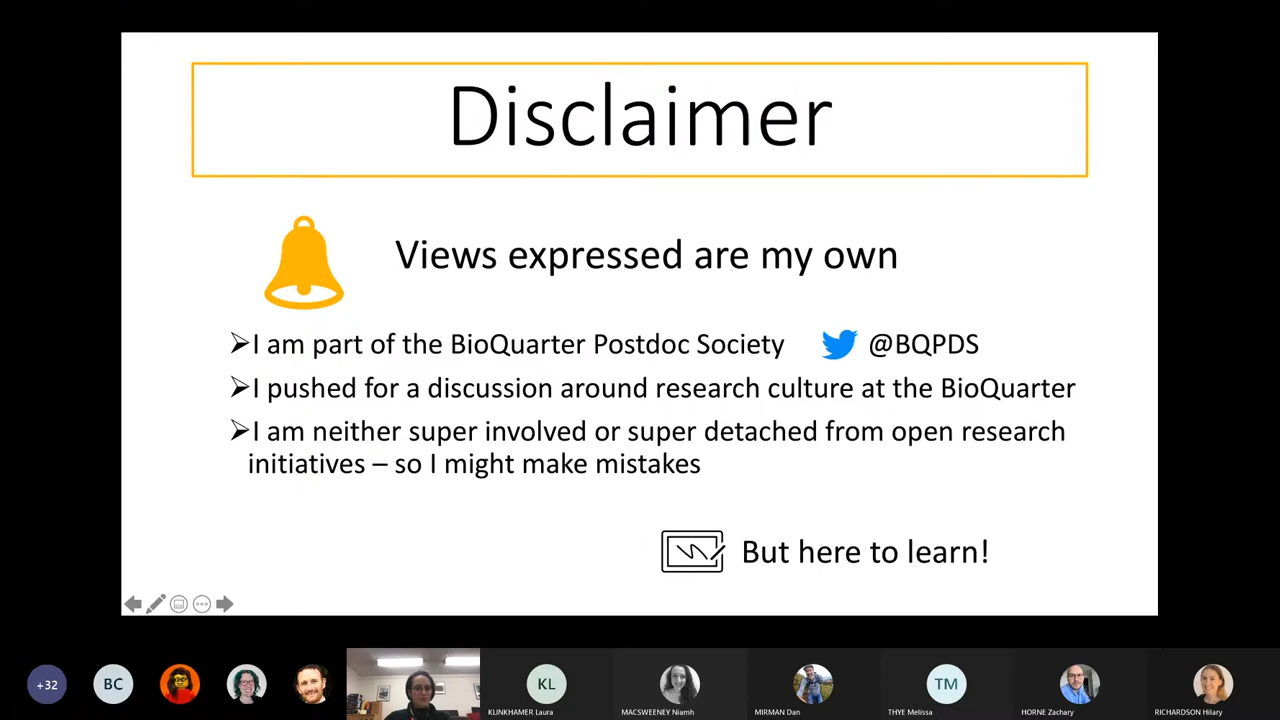 Disclaimer
Views expressed are my own
I am part of the BioQuarter Postdoc Society @BQPDS
I pushed for a discussion around research culture at the BioQuarter
I am neither super involved or super detached from open research
initiatives – so I might make mistakes
But here to learn!
+32 BC KL TM
KLINKHAMER Laura MACSWEENEY Niamh MIRMAN Dan THYE Melissa HORNE Zachary RICHARDSON Hilary